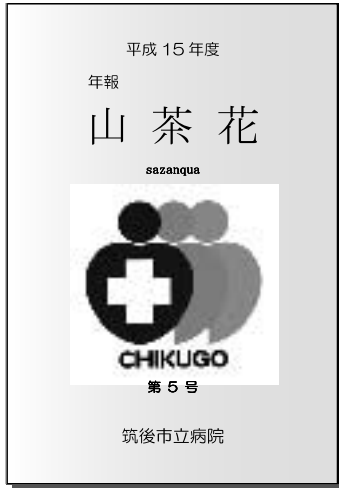 平成 15 年度
年報
山 茶 花
sazanqua
CHIKUGO
第 5 号
筑後市立病院